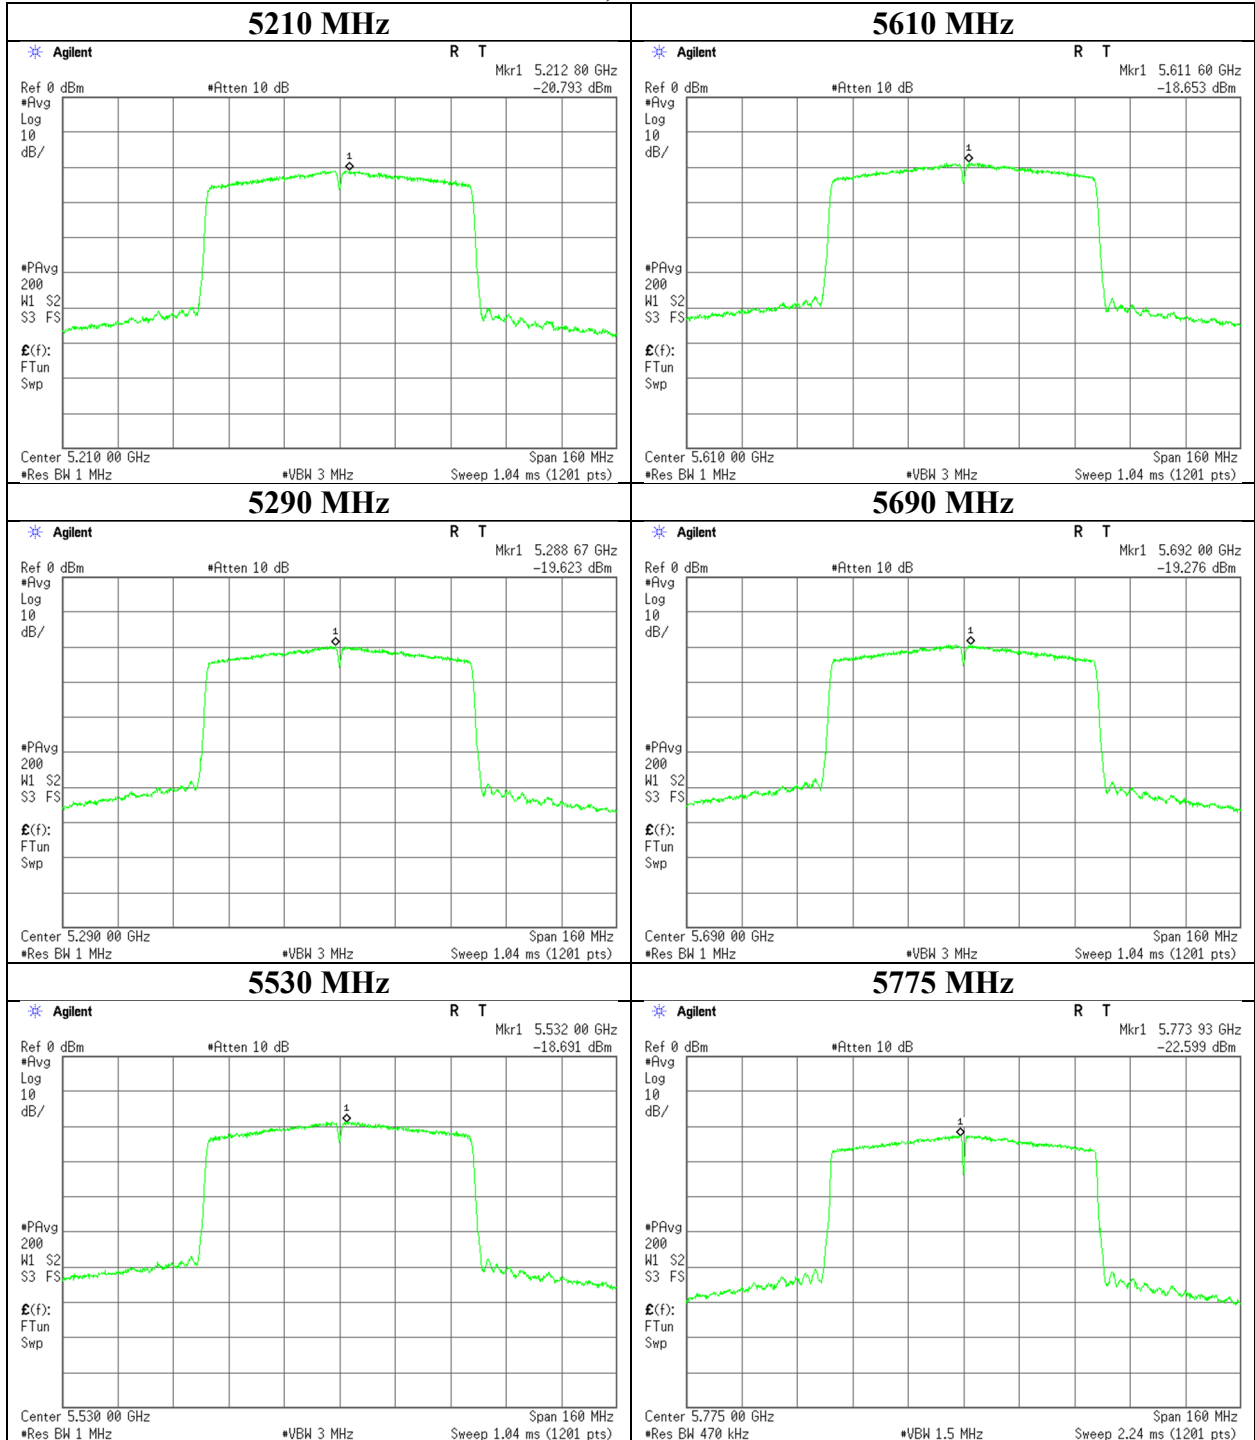 5210 MHz
Agilent R T
Mkr1 5.212 80 GHz
Ref 0 dBm #Atten 10 dB -20.793 dBm
#Avg
Log
10
dB/
1
#PAvg
200
W1 S2
S3 FS
£(f):
FTun
Swp
Center 5.210 00 GHz Span 160 MHz
#Res BW 1 MHz #VBW 3 MHz Sweep 1.04 ms (1201 pts)
5610 MHz
Agilent R T
Mkr1 5.611 60 GHz
Ref 0 dBm #Atten 10 dB -18.653 dBm
#Avg
Log
10
dB/
1
#PAvg
200
W1 S2
S3 FS
£(f):
FTun
Swp
Center 5.610 00 GHz Span 160 MHz
#Res BW 1 MHz #VBW 3 MHz Sweep 1.04 ms (1201 pts)
5290 MHz
Agilent R T
Mkr1 5.288 67 GHz
Ref 0 dBm #Atten 10 dB -19.623 dBm
#Avg
Log
10
dB/
1
#PAvg
200
W1 S2
S3 FS
£(f):
FTun
Swp
Center 5.290 00 GHz Span 160 MHz
#Res BW 1 MHz #VBW 3 MHz Sweep 1.04 ms (1201 pts)
5690 MHz
Agilent R T
Mkr1 5.692 00 GHz
Ref 0 dBm #Atten 10 dB -19.276 dBm
#Avg
Log
10
dB/
1
#PAvg
200
W1 S2
S3 FS
£(f):
FTun
Swp
Center 5.690 00 GHz Span 160 MHz
#Res BW 1 MHz #VBW 3 MHz Sweep 1.04 ms (1201 pts)
5530 MHz
Agilent R T
Mkr1 5.532 00 GHz
Ref 0 dBm #Atten 10 dB -18.691 dBm
#Avg
Log
10
dB/
1
#PAvg
200
W1 S2
S3 FS
£(f):
FTun
Swp
Center 5.530 00 GHz Span 160 MHz
#Res BW 1 MHz #VBW 3 MHz Sweep 1.04 ms (1201 pts)
5775 MHz
Agilent R T
Mkr1 5.773 93 GHz
Ref 0 dBm #Atten 10 dB -22.599 dBm
#Avg
Log
10
dB/
1
#PAvg
200
W1 S2
S3 FS
£(f):
FTun
Swp
Center 5.775 00 GHz Span 160 MHz
#Res BW 470 kHz #VBW 1.5 MHz Sweep 2.24 ms (1201 pts)